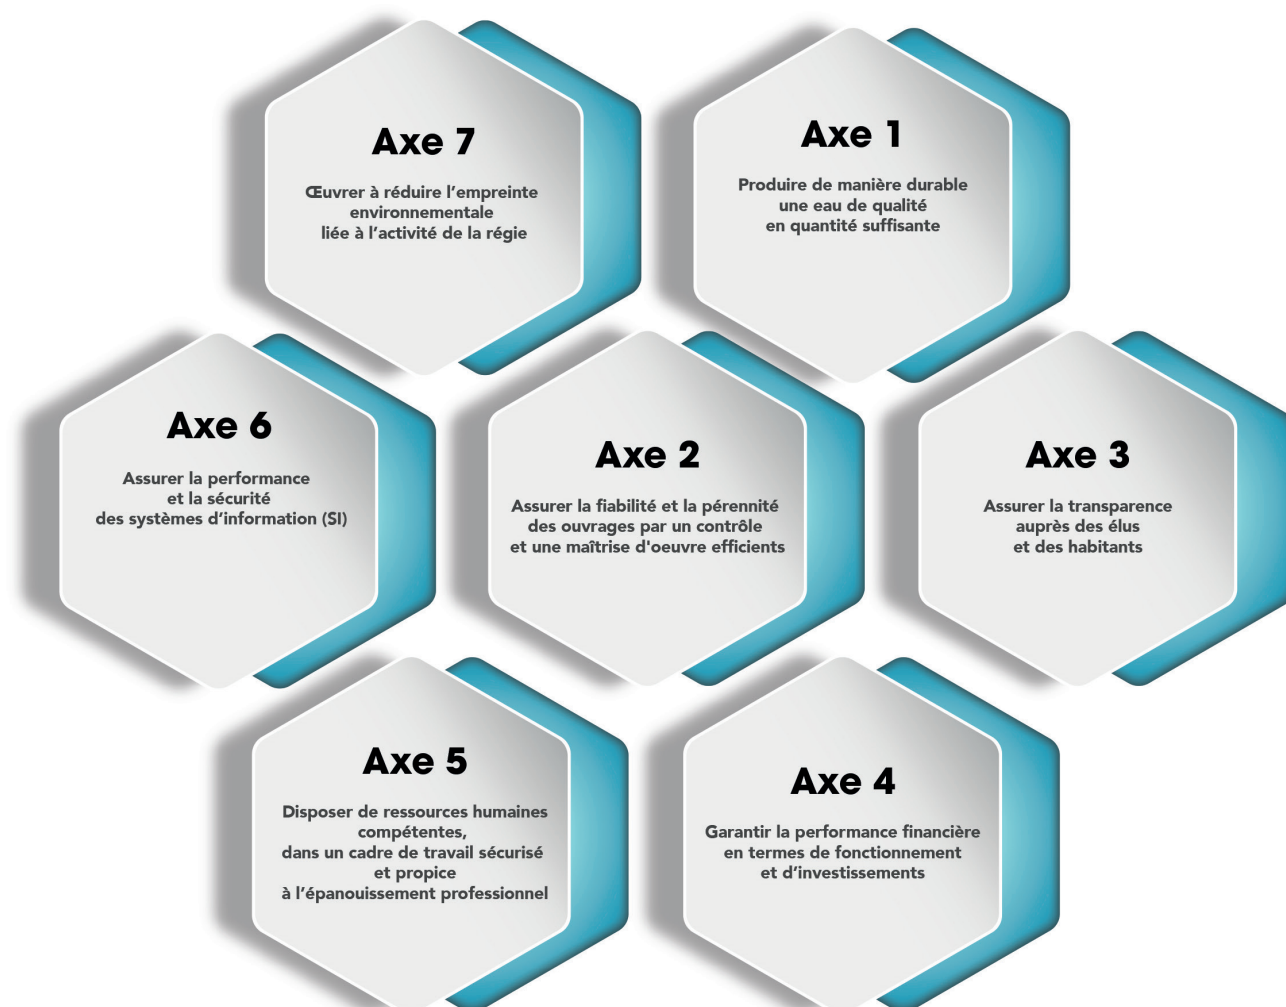 Axe 7
Œuvrer à réduire l’empreinte
environnementale
liée à l’activité de la régie
Axe 1
Produire de manière durable
une eau de qualité
en quantité suffisante
Axe 6
Assurer la performance
et la sécurité
des systèmes d’information (SI)
Axe 2
Assurer la fiabilité et la pérennité
des ouvrages par un contrôle
et une maîtrise d'oeuvre efficients
Axe 3
Assurer la transparence
auprès des élus
et des habitants
Axe 5
Disposer de ressources humaines
compétentes,
dans un cadre de travail sécurisé
et propice
à l’épanouissement professionnel
Axe 4
Garantir la performance financière
en termes de fonctionnement
et d’investissements